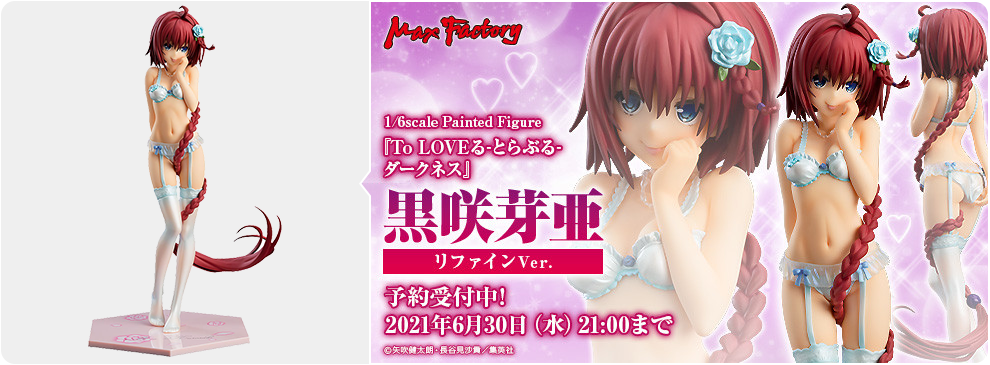 Max Factory
1/6scale Painted Figure
『To LOVEる-とらぶる-
ダークネス』
黒咲芽亜
リファインVer.
予約受付中!
2021年6月30日(水)21:00まで
©矢吹健太朗・長谷見沙貴/集英社